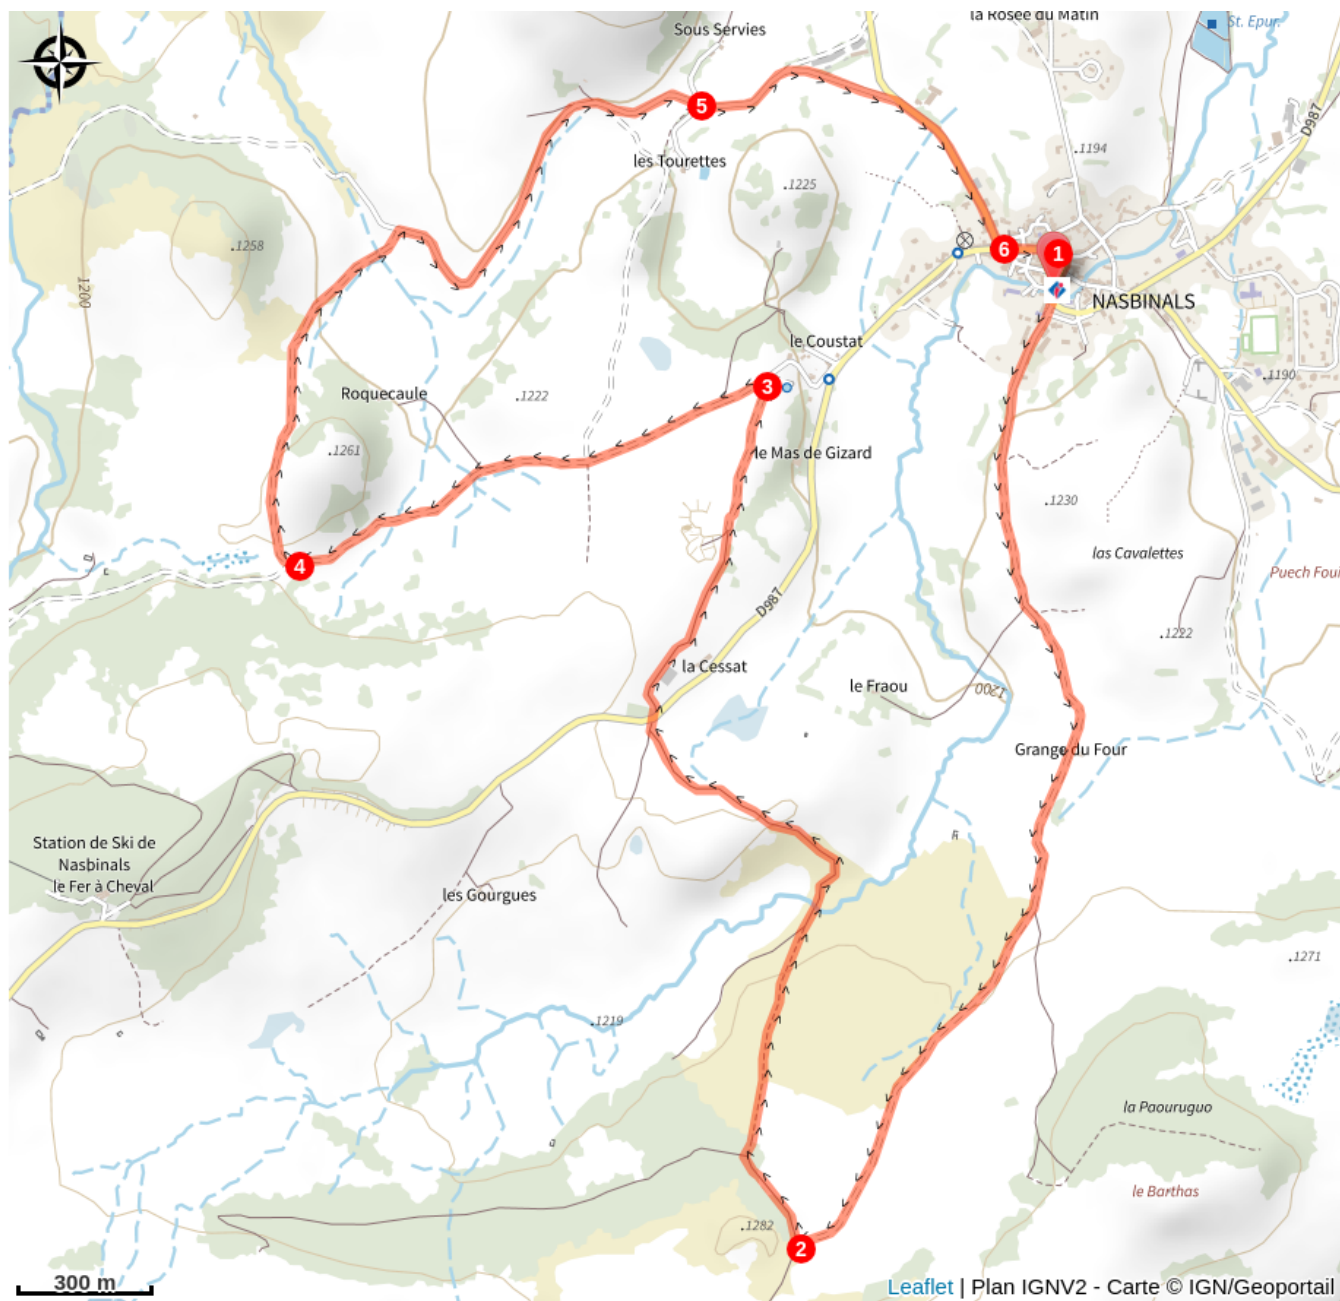 la Rosée du Matin
St. Epur.
Sous Servies
5
D987
.1194
les Tourettes
.1225
.1258
6
1
1200
NASBINALS
le Coustat
3
.1190
Roquecaule
.1222
.1261
le Mas de Gizard
.1230
las Cavalettes
4
Puech Foui
D987
.1222
la Cessat
le Fraou
1200
Grange du Four
Station de Ski de
Nasbinals
le Fer à Cheval
les Gourgues
.1271
.1219
la Paouruguo
le Barthas
.1282
2
300 m
Leaflet | Plan IGNV2 - Carte © IGN/Geoportail